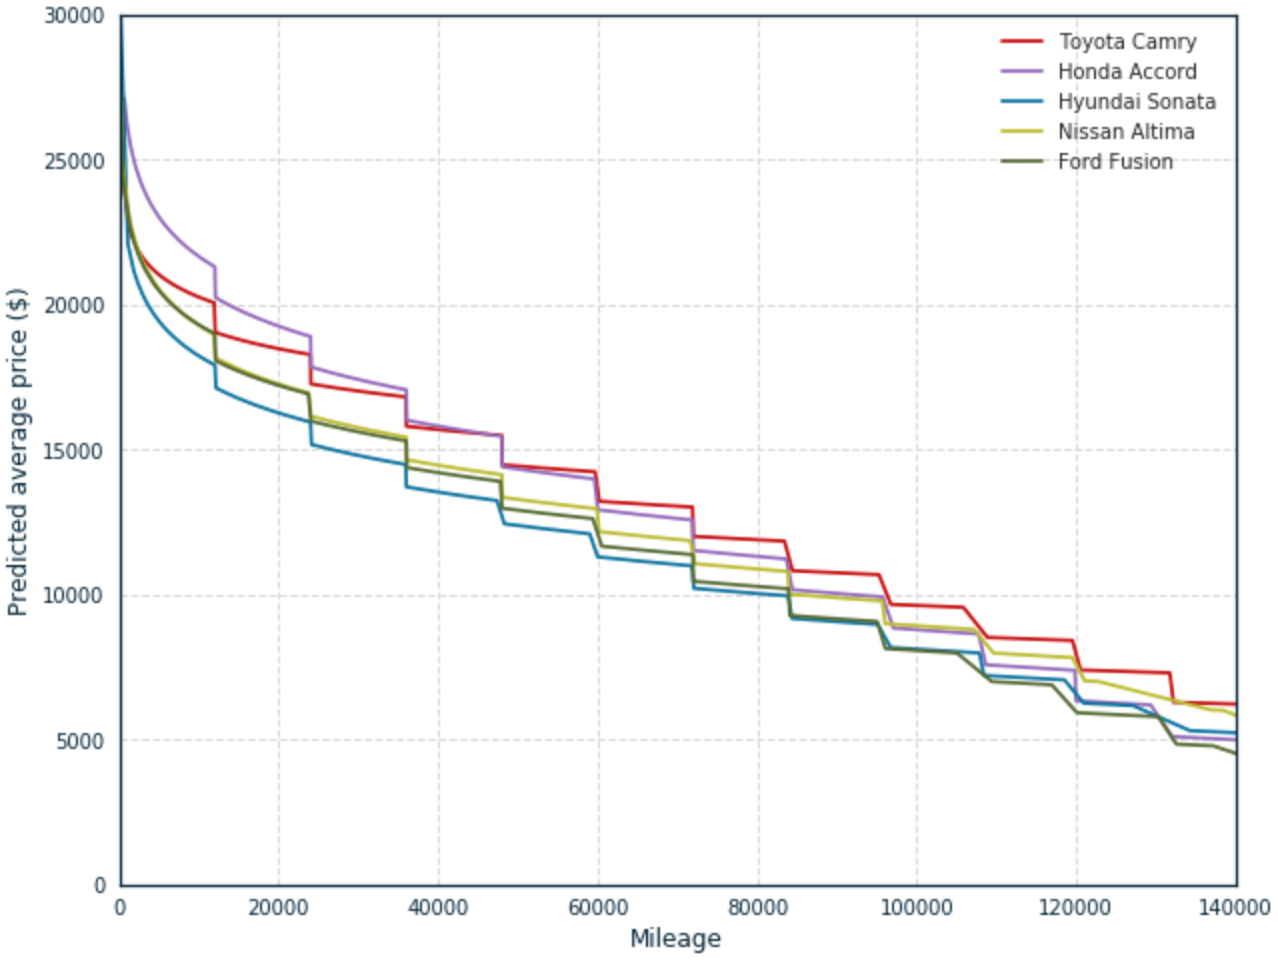 30000
25000
20000
15000
10000
5000
0
Predicted average price ($)
Toyota Camry
Honda Accord
Hyundai Sonata
Nissan Altima
Ford Fusion
0 20000 40000 60000 80000 100000 120000 140000
Mileage